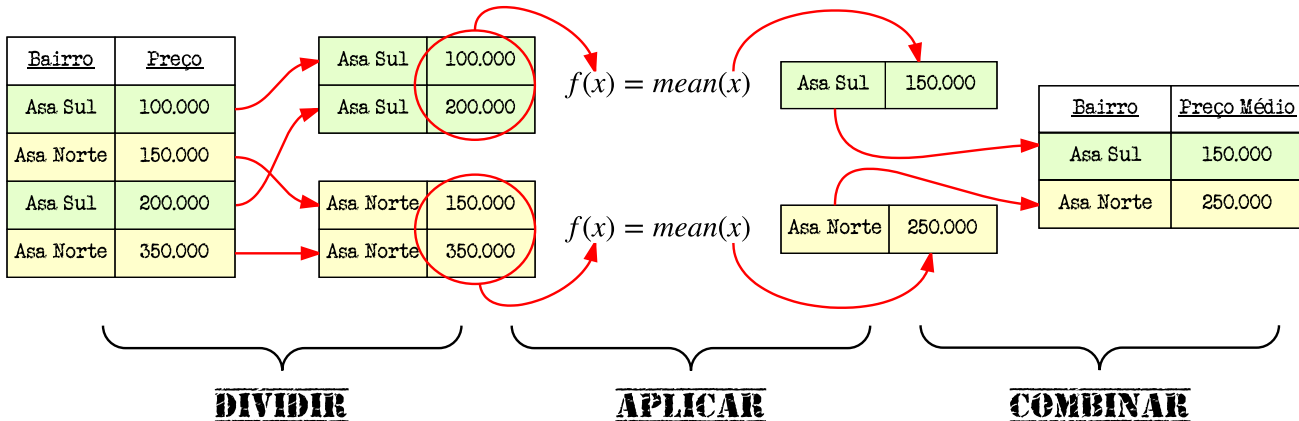 Bairro Preço
Asa Sul 100.000
Asa Norte 150.000
Asa Sul 200.000
Asa Norte 350.000
Asa Sul 100.000
Asa Sul 200.000
Asa Norte 150.000
Asa Norte 350.000
f(x) = mean(x)
f(x) = mean(x)
Asa Sul 150.000
Asa Norte 250.000
Bairro Preço Médio
Asa Sul 150.000
Asa Norte 250.000
DIVIDIR
APLICAR
COMBINAR